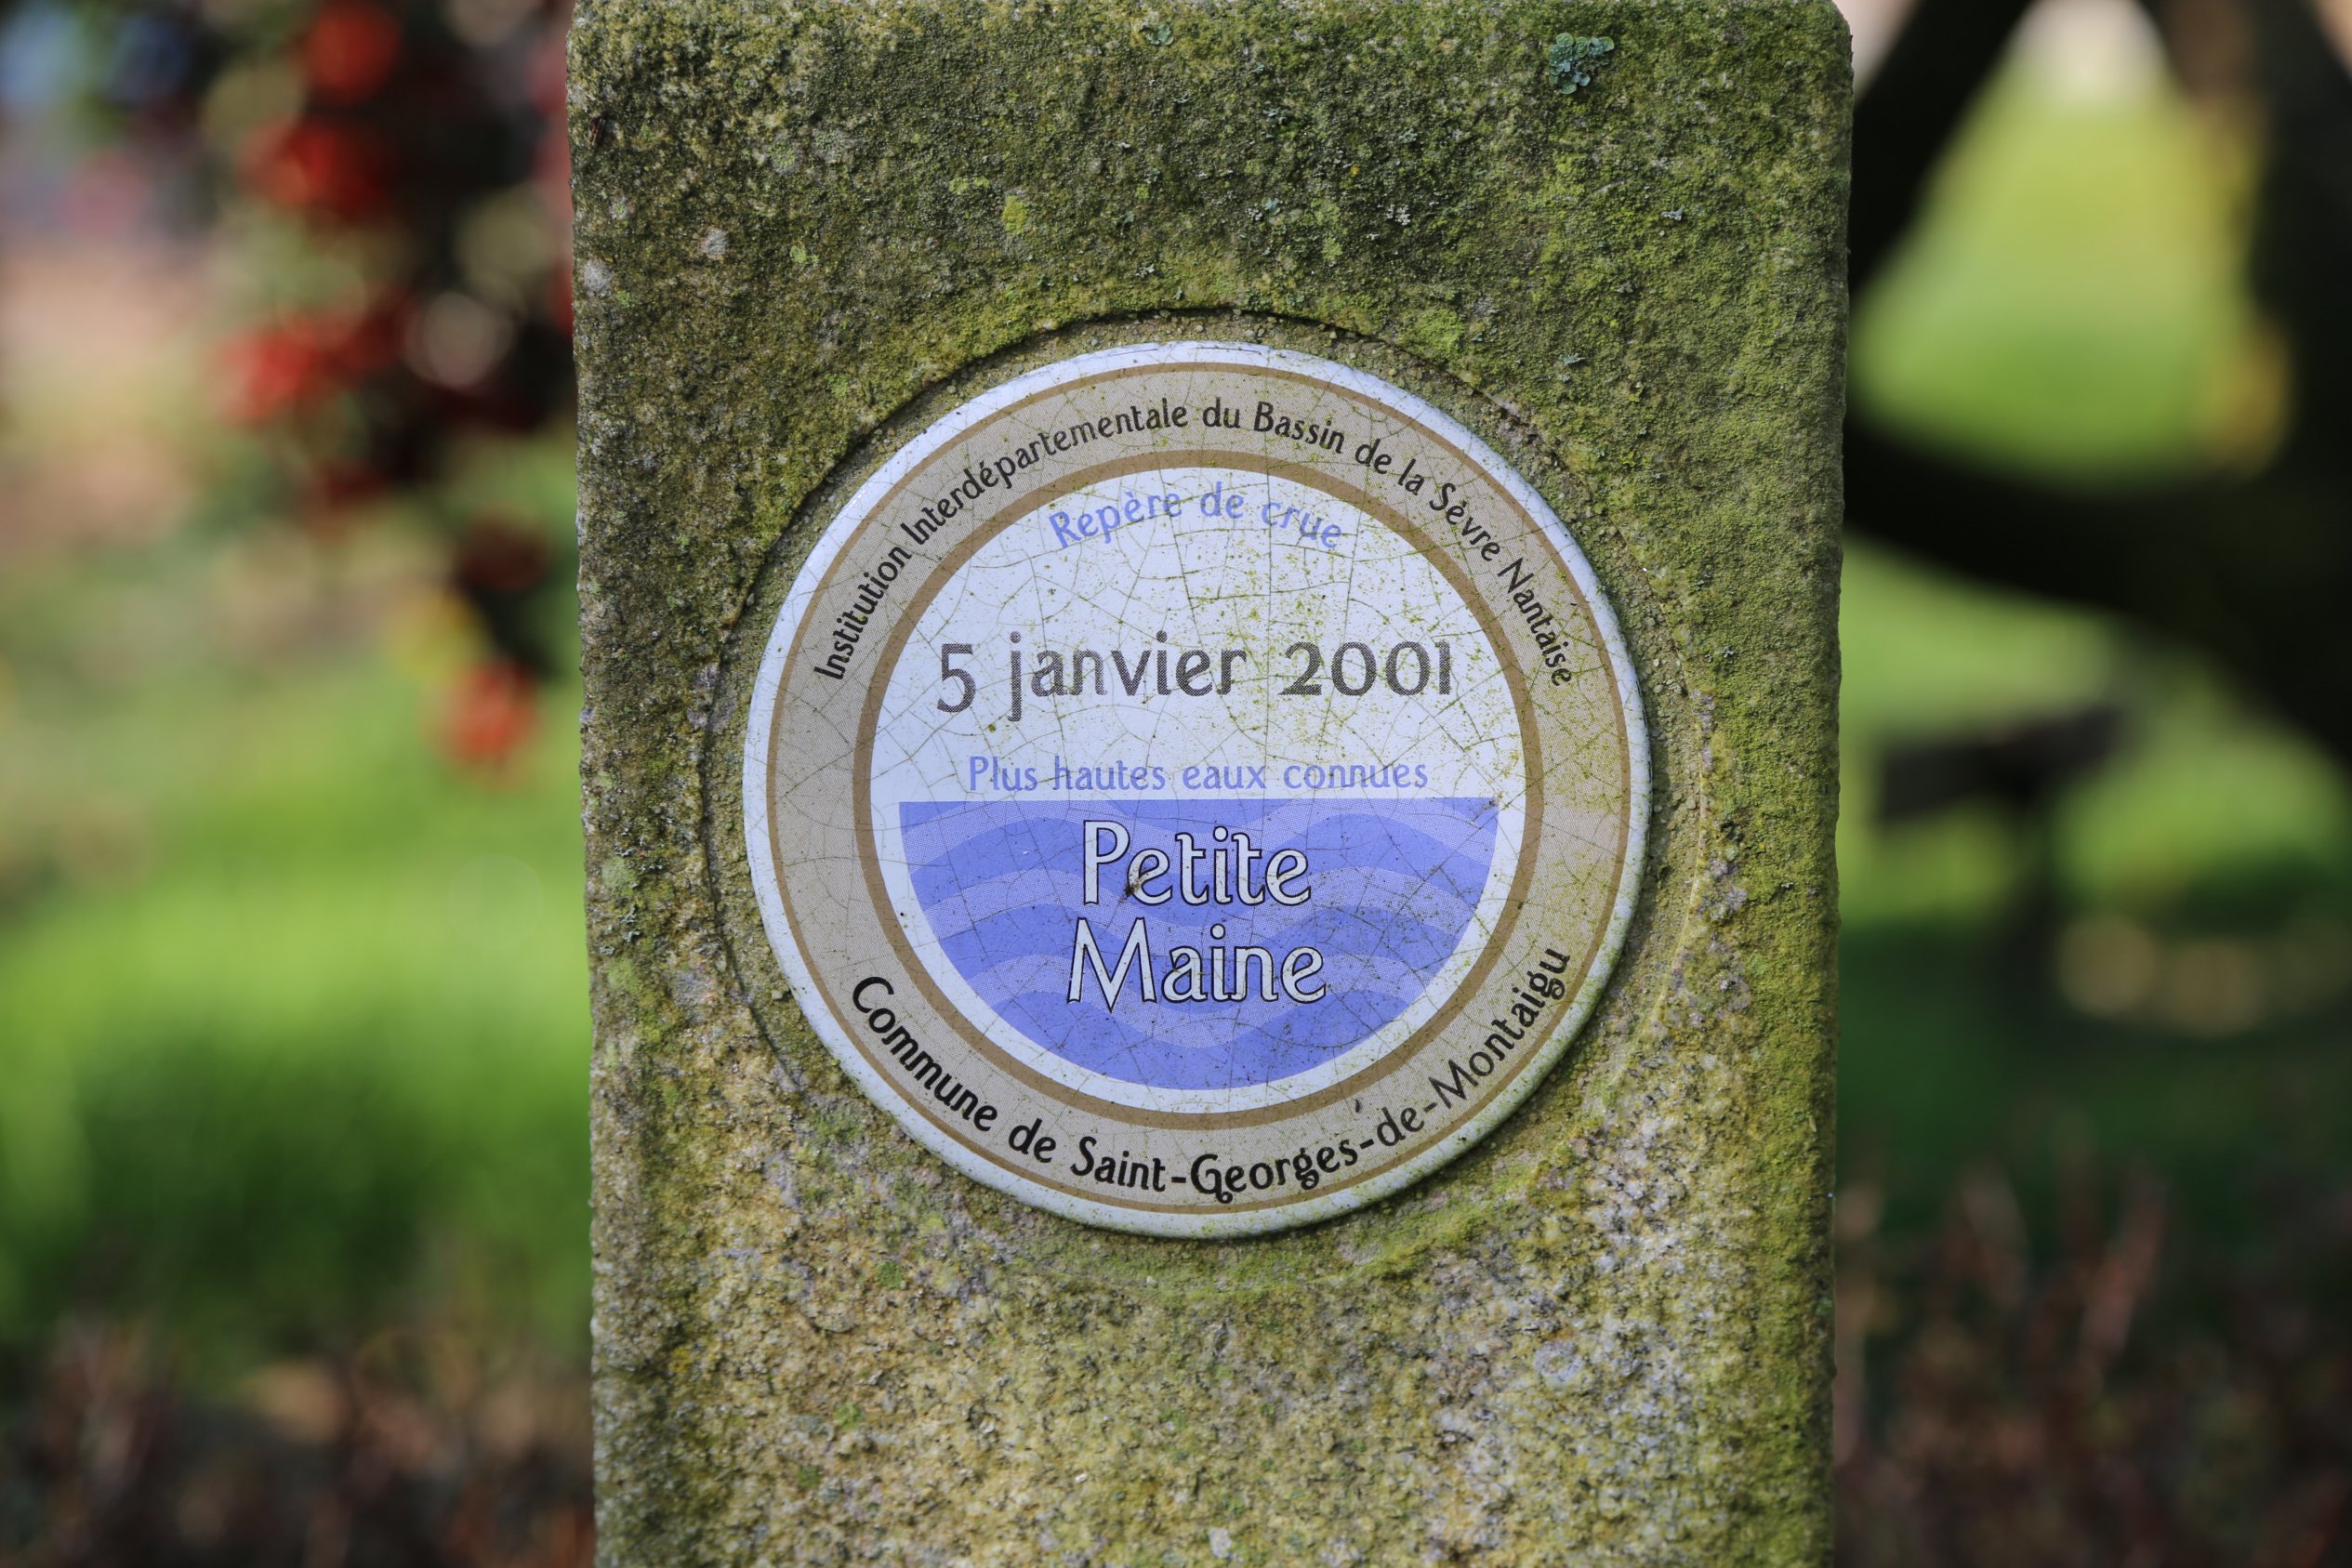 Institution Interdépartementale du Bassin de la Sèvre Nantaise
Repère de crue
5 janvier 2001
Plus hautes eaux connues
Petite
Maine
Commune de Saint-Georges-de-Montaigu